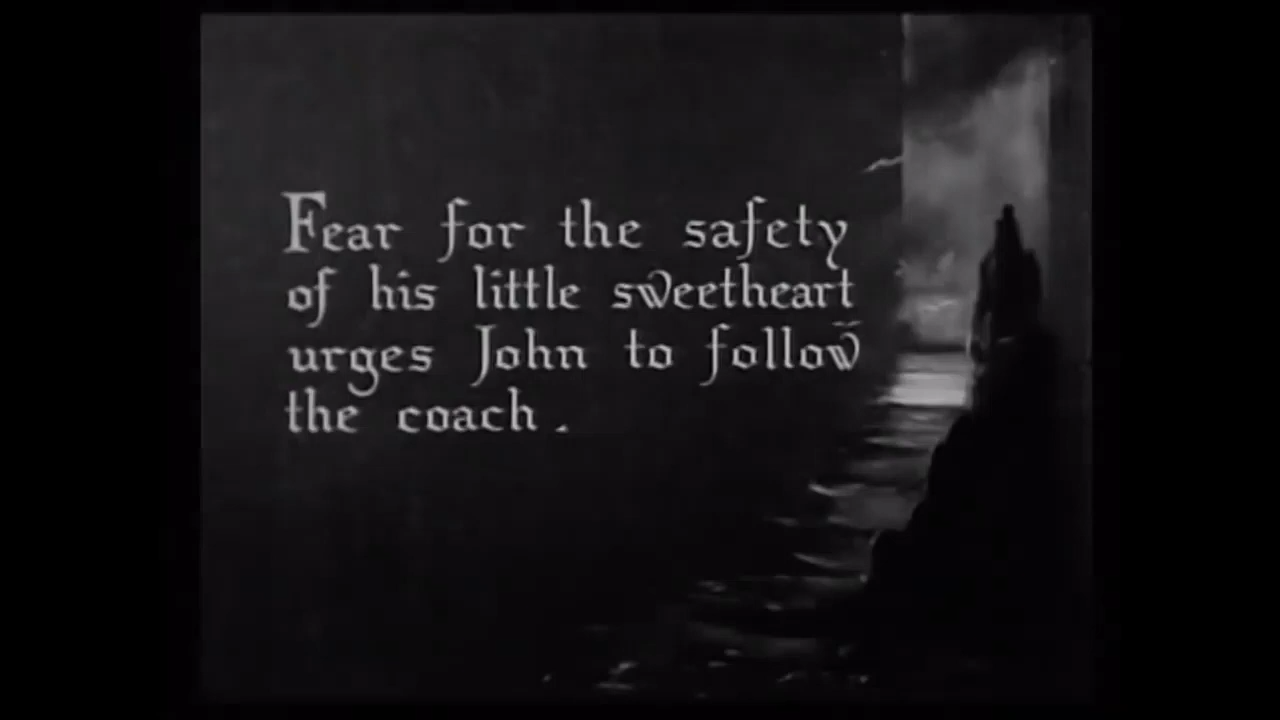 Fear for the safety
of his little sweetheart
urges John to follow
the coach.